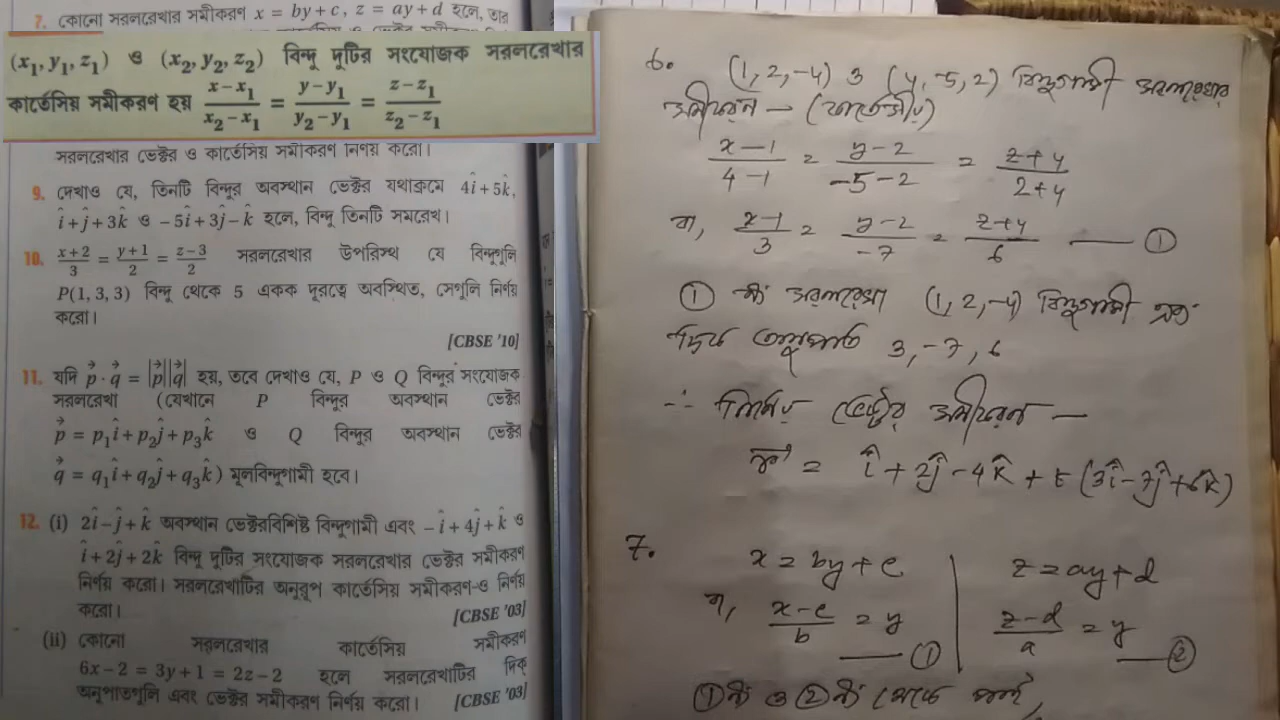 7. কোনো সরলরেখার সমীকরণ x = by + c, z = ay + d হলে, তার
(x₁, y₁, z₁) ও (x₂, y₂, z₂) বিন্দু দুটির সংযোজক সরলরেখার
কার্তেসিয় সমীকরণ হয় (x−x₁)/(x₂−x₁) = (y−y₁)/(y₂−y₁) = (z−z₁)/(z₂−z₁)
সরলরেখার ভেক্টর ও কার্তেসিয় সমীকরণ নির্ণয় করো।
9. দেখাও যে, তিনটি বিন্দুর অবস্থান ভেক্টর যথাক্রমে 4î+5k̂,
î+ĵ+3k̂ ও −5î+3ĵ−k̂ হলে, বিন্দু তিনটি সমরেখ।
10. (x+2)/3 = (y+1)/2 = (z−3)/2 সরলরেখার উপরিস্থ যে বিন্দুগুলি
P(1, 3, 3) বিন্দু থেকে 5 একক দূরত্বে অবস্থিত, সেগুলি নির্ণয়
করো।
[CBSE '10]
11. যদি p⃗ · q⃗ = |p⃗||q⃗| হয়, তবে দেখাও যে, P ও Q বিন্দুর সংযোজক
সরলরেখা (যেখানে P বিন্দুর অবস্থান ভেক্টর
p⃗ = p₁î+p₂ĵ+p₃k̂ ও Q বিন্দুর অবস্থান ভেক্টর
q⃗ = q₁î+q₂ĵ+q₃k̂) মূলবিন্দুগামী হবে।
12. (i) 2î−ĵ+k̂ অবস্থান ভেক্টরবিশিষ্ট বিন্দুগামী এবং −î+4ĵ+k̂ ও
î+2ĵ+2k̂ বিন্দু দুটির সংযোজক সরলরেখার ভেক্টর সমীকরণ
নির্ণয় করো। সরলরেখাটির অনুরূপ কার্তেসিয় সমীকরণ-ও নির্ণয়
করো।
[CBSE '03]
(ii) কোনো সরলরেখার কার্তেসিয় সমীকরণ
6x−2 = 3y+1 = 2z−2 হলে সরলরেখাটির দিক্
অনুপাতগুলি এবং ভেক্টর সমীকরণ নির্ণয় করো।
[CBSE '03]
6. (1, 2, −4) ও (4, −5, 2) বিন্দুগামী সরলরেখার
সমীকরণ − (কার্তেসীয়)
(x−1)/(4−1) = (y−2)/(−5−2) = (z+4)/(2+4)
বা, (x−1)/3 = (y−2)/−7 = (z+4)/6 —— ①
① নং সরলরেখা (1, 2, −4) বিন্দুগামী এবং
দিক অনুপাত 3, −7, 6
∴ নির্ণেয় ভেক্টর সমীকরণ −
r⃗ = î + 2ĵ − 4k̂ + t (3î − 7ĵ + 6k̂)
7. x = by + c | z = ay + d
বা, (x−c)/b = y —— ① | (z−d)/a = y —— ②
① নং ও ② নং থেকে পাই,